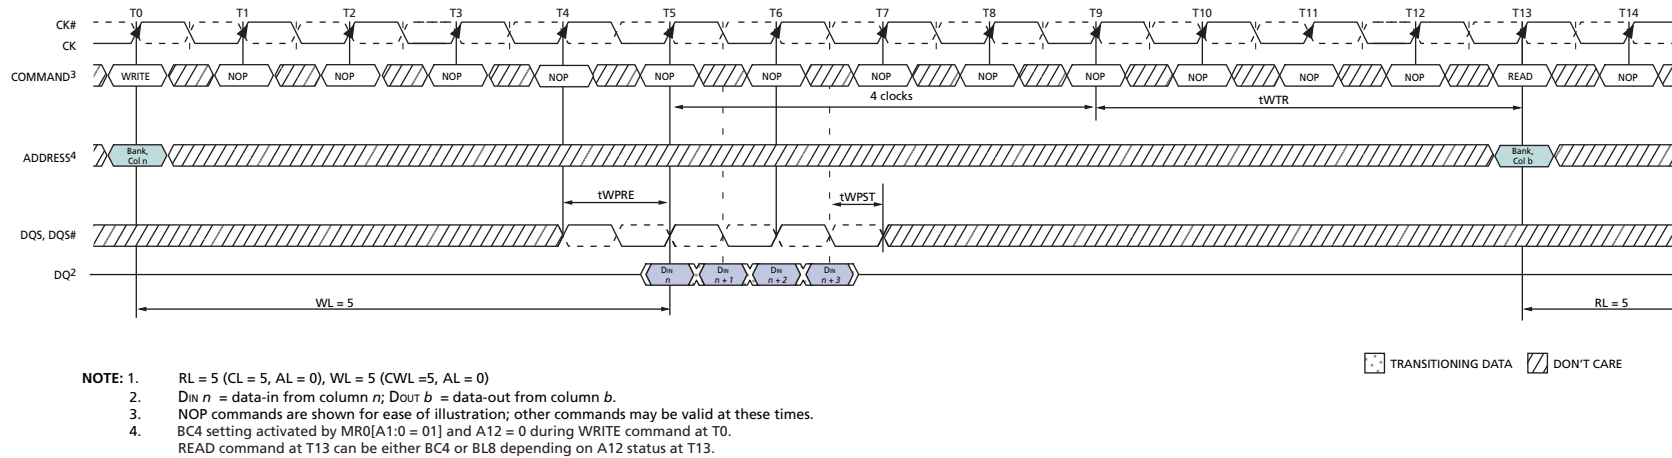 T0 T1 T2 T3 T4 T5 T6 T7 T8 T9 T10 T11 T12 T13 T14
CK#
CK
COMMAND3 WRITE NOP NOP NOP NOP NOP NOP NOP NOP NOP NOP NOP NOP READ NOP
4 clocks tWTR
ADDRESS4 Bank, Col n Bank, Col b
tWPRE tWPST
DQS, DQS#
DQ2 DIN n DIN n + 1 DIN n + 2 DIN n + 3
WL = 5 RL = 5
TRANSITIONING DATA DON'T CARE
NOTE: 1. RL = 5 (CL = 5, AL = 0), WL = 5 (CWL =5, AL = 0)
2. DIN n = data-in from column n; DOUT b = data-out from column b.
3. NOP commands are shown for ease of illustration; other commands may be valid at these times.
4. BC4 setting activated by MR0[A1:0 = 01] and A12 = 0 during WRITE command at T0.
READ command at T13 can be either BC4 or BL8 depending on A12 status at T13.